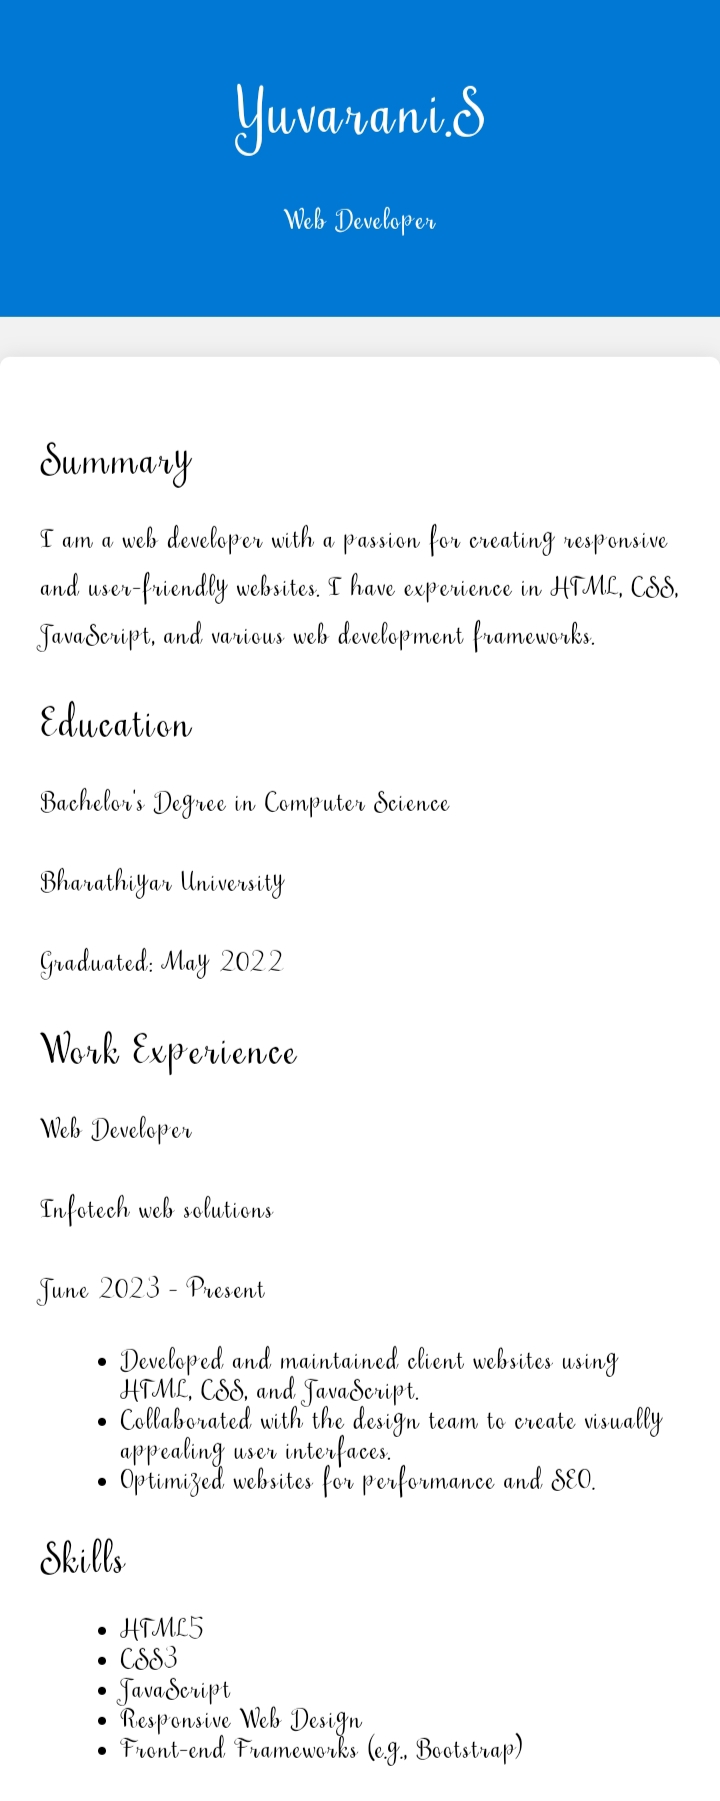 Yuvarani.S
Web Developer
Summary
I am a web developer with a passion for creating responsive
and user-friendly websites. I have experience in HTML, CSS,
JavaScript, and various web development frameworks.
Education
Bachelor's Degree in Computer Science
Bharathiyar University
Graduated: May 2022
Work Experience
Web Developer
Infotech web solutions
June 2023 - Present
• Developed and maintained client websites using
HTML, CSS, and JavaScript.
• Collaborated with the design team to create visually
appealing user interfaces.
• Optimized websites for performance and SEO.
Skills
• HTML5
• CSS3
• JavaScript
• Responsive Web Design
• Front-end Frameworks (e.g., Bootstrap)